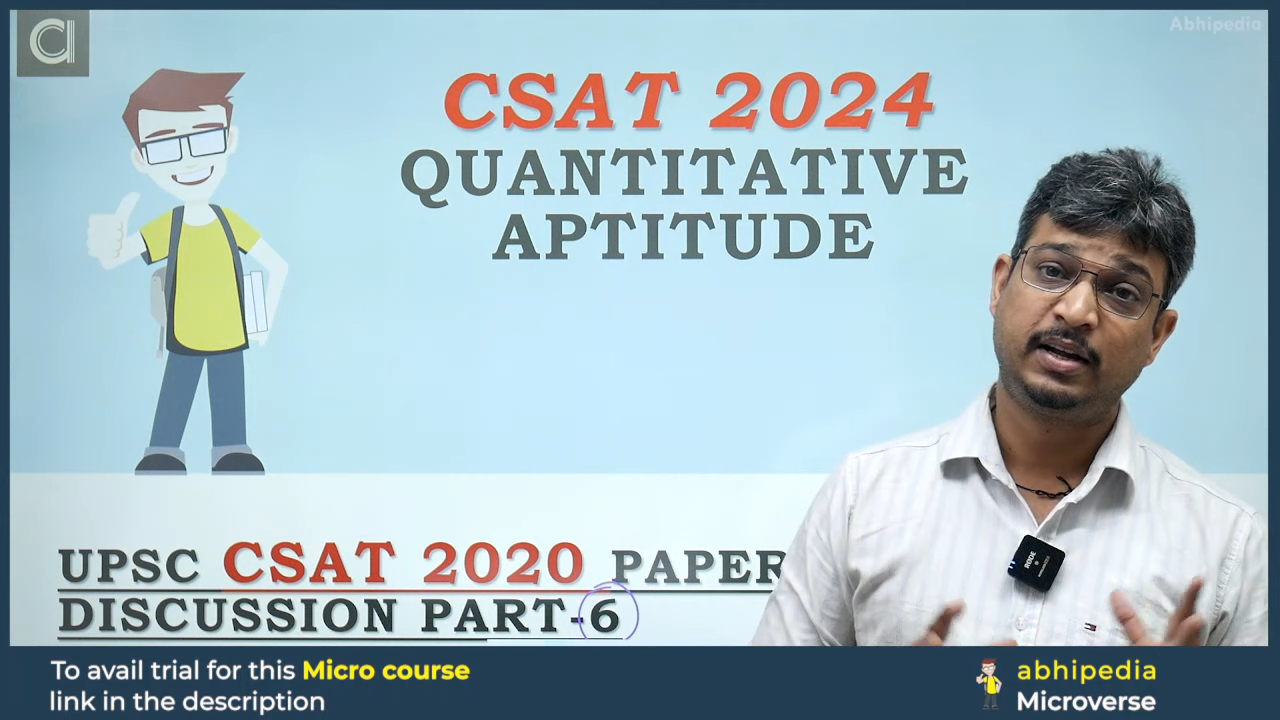 Abhipedia
CSAT 2024
QUANTITATIVE
APTITUDE
UPSC CSAT 2020 PAPER
DISCUSSION PART-6
RODE
To avail trial for this Micro course
link in the description
abhipedia
Microverse